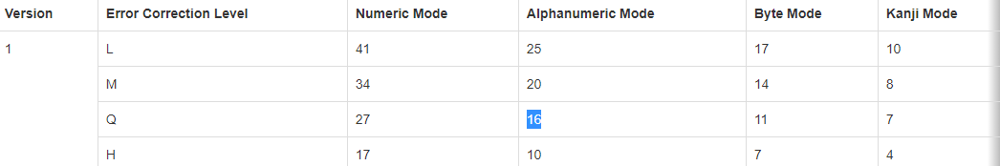 Version Error Correction Level Numeric Mode Alphanumeric Mode Byte Mode Kanji Mode
1 L 41 25 17 10
M 34 20 14 8
Q 27 16 11 7
H 17 10 7 4